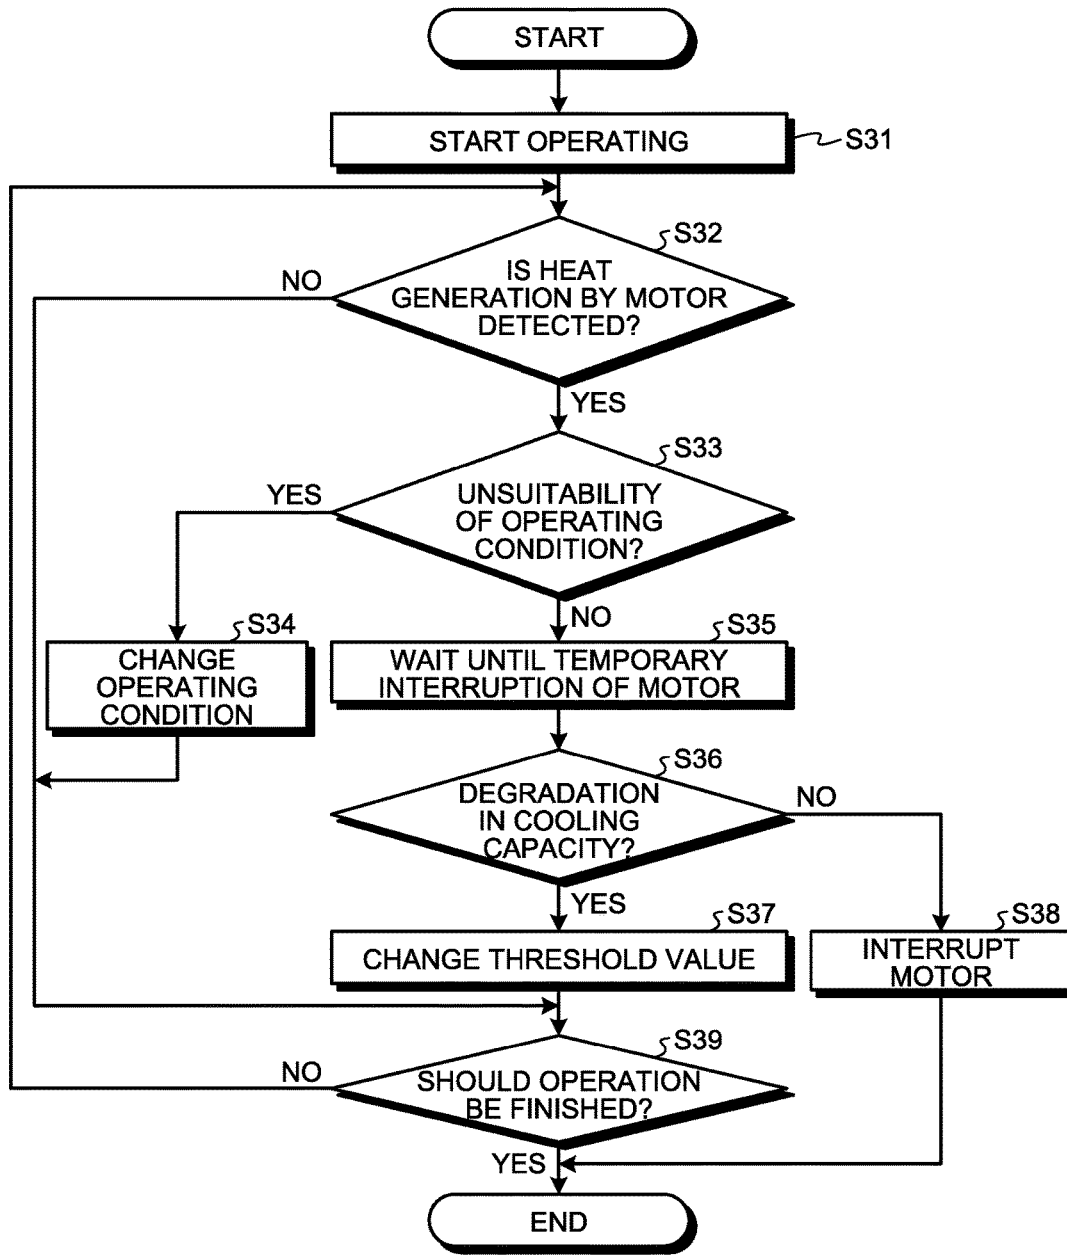 START
START OPERATING
S31
S32
IS HEAT
GENERATION BY MOTOR
DETECTED?
NO
YES
S33
UNSUITABILITY
OF OPERATING
CONDITION?
YES
NO
S34
CHANGE
OPERATING
CONDITION
S35
WAIT UNTIL TEMPORARY
INTERRUPTION OF MOTOR
S36
DEGRADATION
IN COOLING
CAPACITY?
NO
YES
S37
CHANGE THRESHOLD VALUE
S38
INTERRUPT
MOTOR
S39
SHOULD OPERATION
BE FINISHED?
NO
YES
END